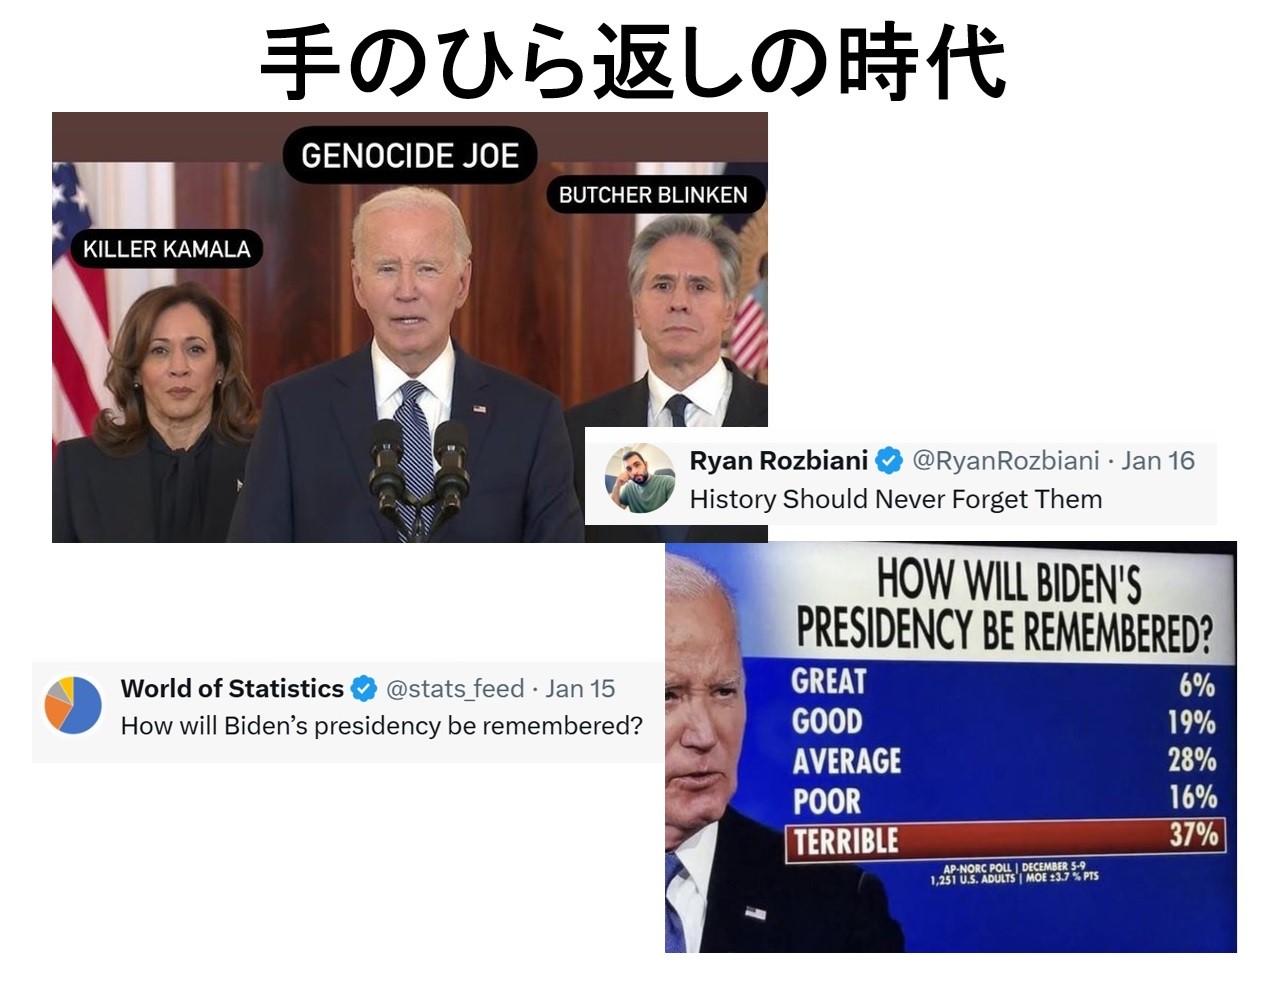 手のひら返しの時代
GENOCIDE JOE
BUTCHER BLINKEN
KILLER KAMALA
Ryan Rozbiani @RyanRozbiani · Jan 16
History Should Never Forget Them
HOW WILL BIDEN'S
PRESIDENCY BE REMEMBERED?
GREAT 6%
GOOD 19%
AVERAGE 28%
POOR 16%
TERRIBLE 37%
AP-NORC POLL | DECEMBER 5-9
1,251 U.S. ADULTS | MOE ±3.7 % PTS
World of Statistics @stats_feed · Jan 15
How will Biden’s presidency be remembered?